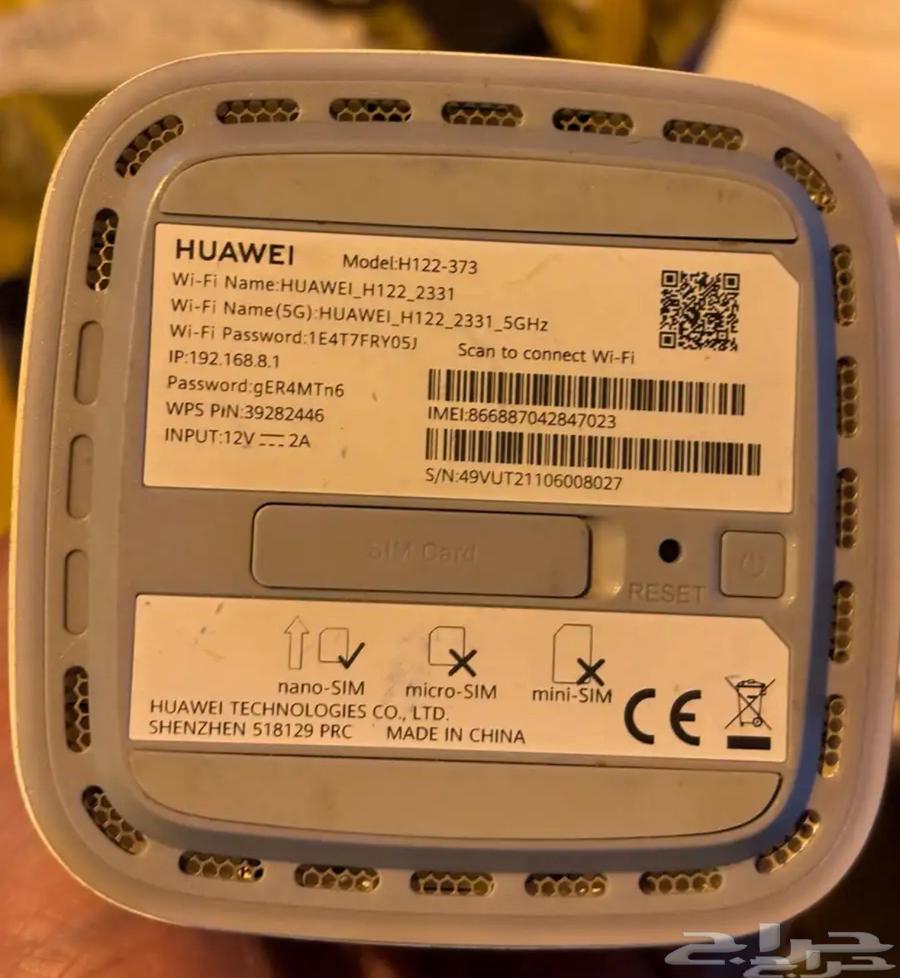 HUAWEI Model:H122-373
Wi-Fi Name:HUAWEI_H122_2331
Wi-Fi Name(5G):HUAWEI_H122_2331_5GHz
Wi-Fi Password:1E4T7FRY05J
Scan to connect Wi-Fi
IP:192.168.8.1
Password:gER4MTn6
WPS PIN:39282446
INPUT:12V 2A
IMEI:866887042847023
S/N:49VUT21106008027
SIM Card
RESET
nano-SIM micro-SIM mini-SIM
HUAWEI TECHNOLOGIES CO., LTD.
SHENZHEN 518129 PRC MADE IN CHINA
CE
حراج